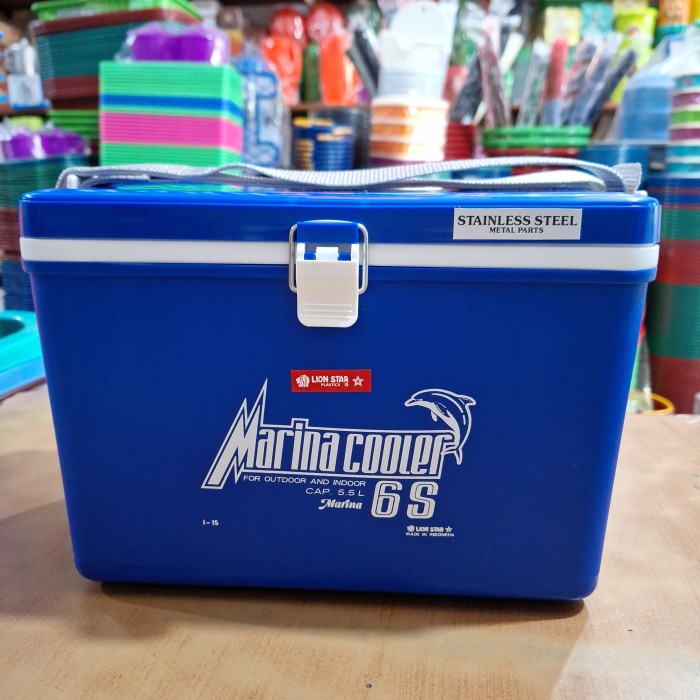 STAINLESS STEEL
METAL PARTS
LION STAR
PLASTICS
Marina cooler
FOR OUTDOOR AND INDOOR
CAP. 5.5 L
Marina 6S
I-15
LION STAR
MADE IN INDONESIA